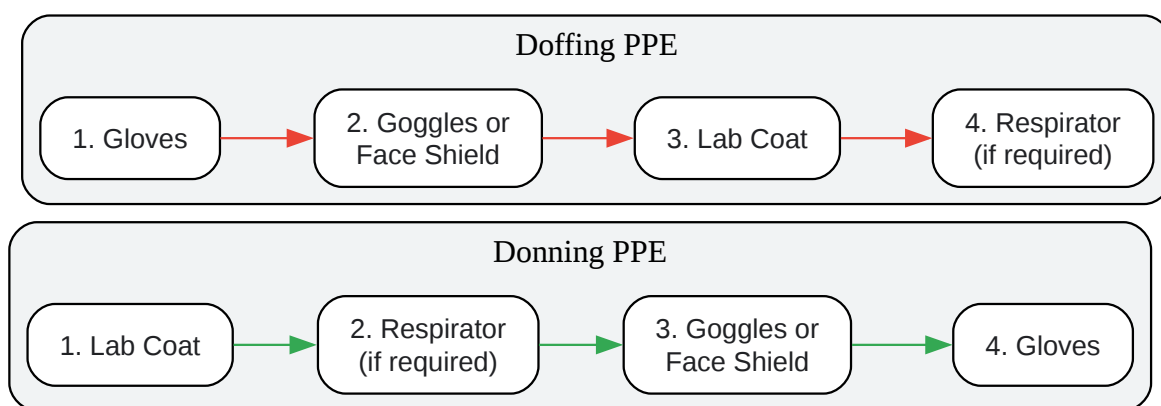 Doffing PPE
1. Gloves
2. Goggles or
Face Shield
3. Lab Coat
4. Respirator
(if required)
Donning PPE
1. Lab Coat
2. Respirator
(if required)
3. Goggles or
Face Shield
4. Gloves